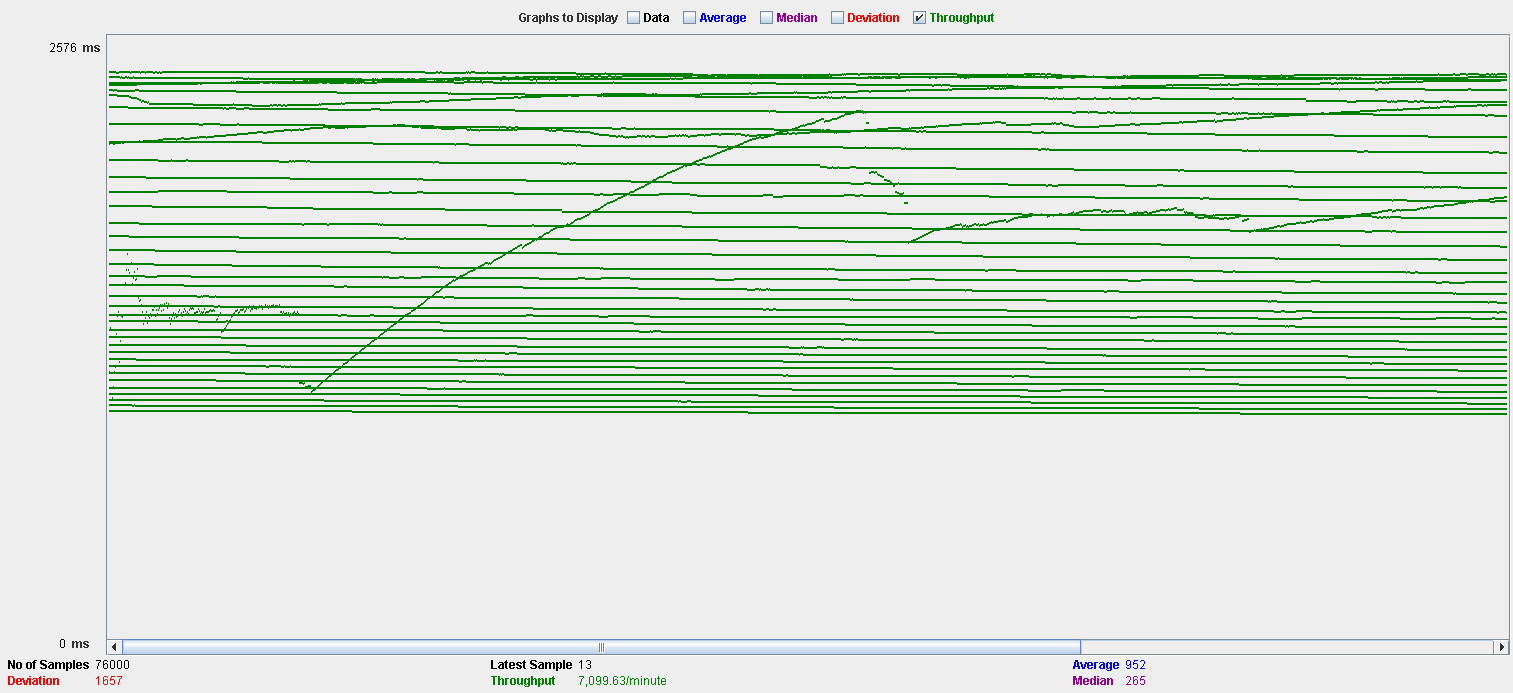 Graphs to Display Data Average Median Deviation Throughput
2576 ms
0 ms
No of Samples 76000 Latest Sample 13 Average 952
Deviation 1657 Throughput 7,099.63/minute Median 265